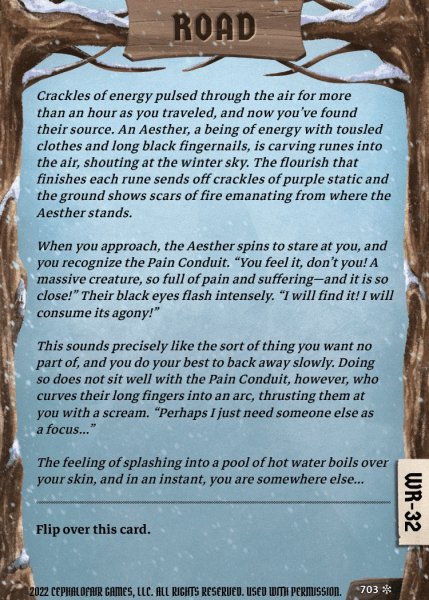 ROAD
Crackles of energy pulsed through the air for more
than an hour as you traveled, and now you've found
their source. An Aesther, a being of energy with tousled
clothes and long black fingernails, is carving runes into
the air, shouting at the winter sky. The flourish that
finishes each rune sends off crackles of purple static and
the ground shows scars of fire emanating from where the
Aesther stands.
When you approach, the Aesther spins to stare at you, and
you recognize the Pain Conduit. “You feel it, don't you! A
massive creature, so full of pain and suffering—and it is so
close!” Their black eyes flash intensely. “I will find it! I will
consume its agony!”
This sounds precisely like the sort of thing you want no
part of, and you do your best to back away slowly. Doing
so does not sit well with the Pain Conduit, however, who
curves their long fingers into an arc, thrusting them at
you with a scream. “Perhaps I just need someone else as
a focus...”
The feeling of splashing into a pool of hot water boils over
your skin, and in an instant, you are somewhere else...
Flip over this card.
WR-32
2022 CEPHALOFAIR GAMES, LLC. ALL RIGHTS RESERVED. USED WITH PERMISSION.
703